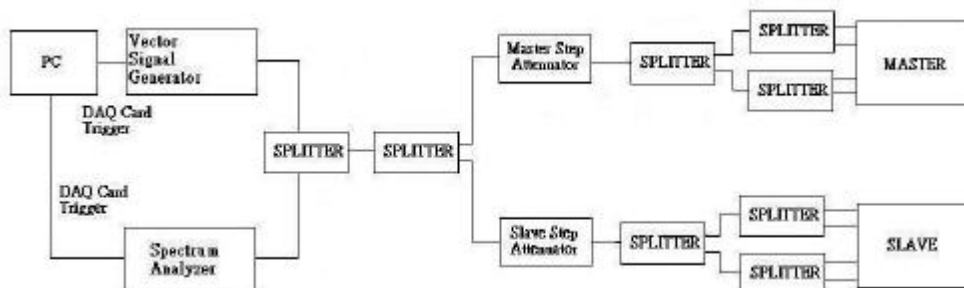 PC
Vector
Signal
Generator
DAQ Card
Trigger
DAQ Card
Trigger
Spectrum
Analyzer
SPLITTER
SPLITTER
Master Step
Attenuator
SPLITTER
SPLITTER
SPLITTER
MASTER
Slave Step
Attenuator
SPLITTER
SPLITTER
SPLITTER
SLAVE